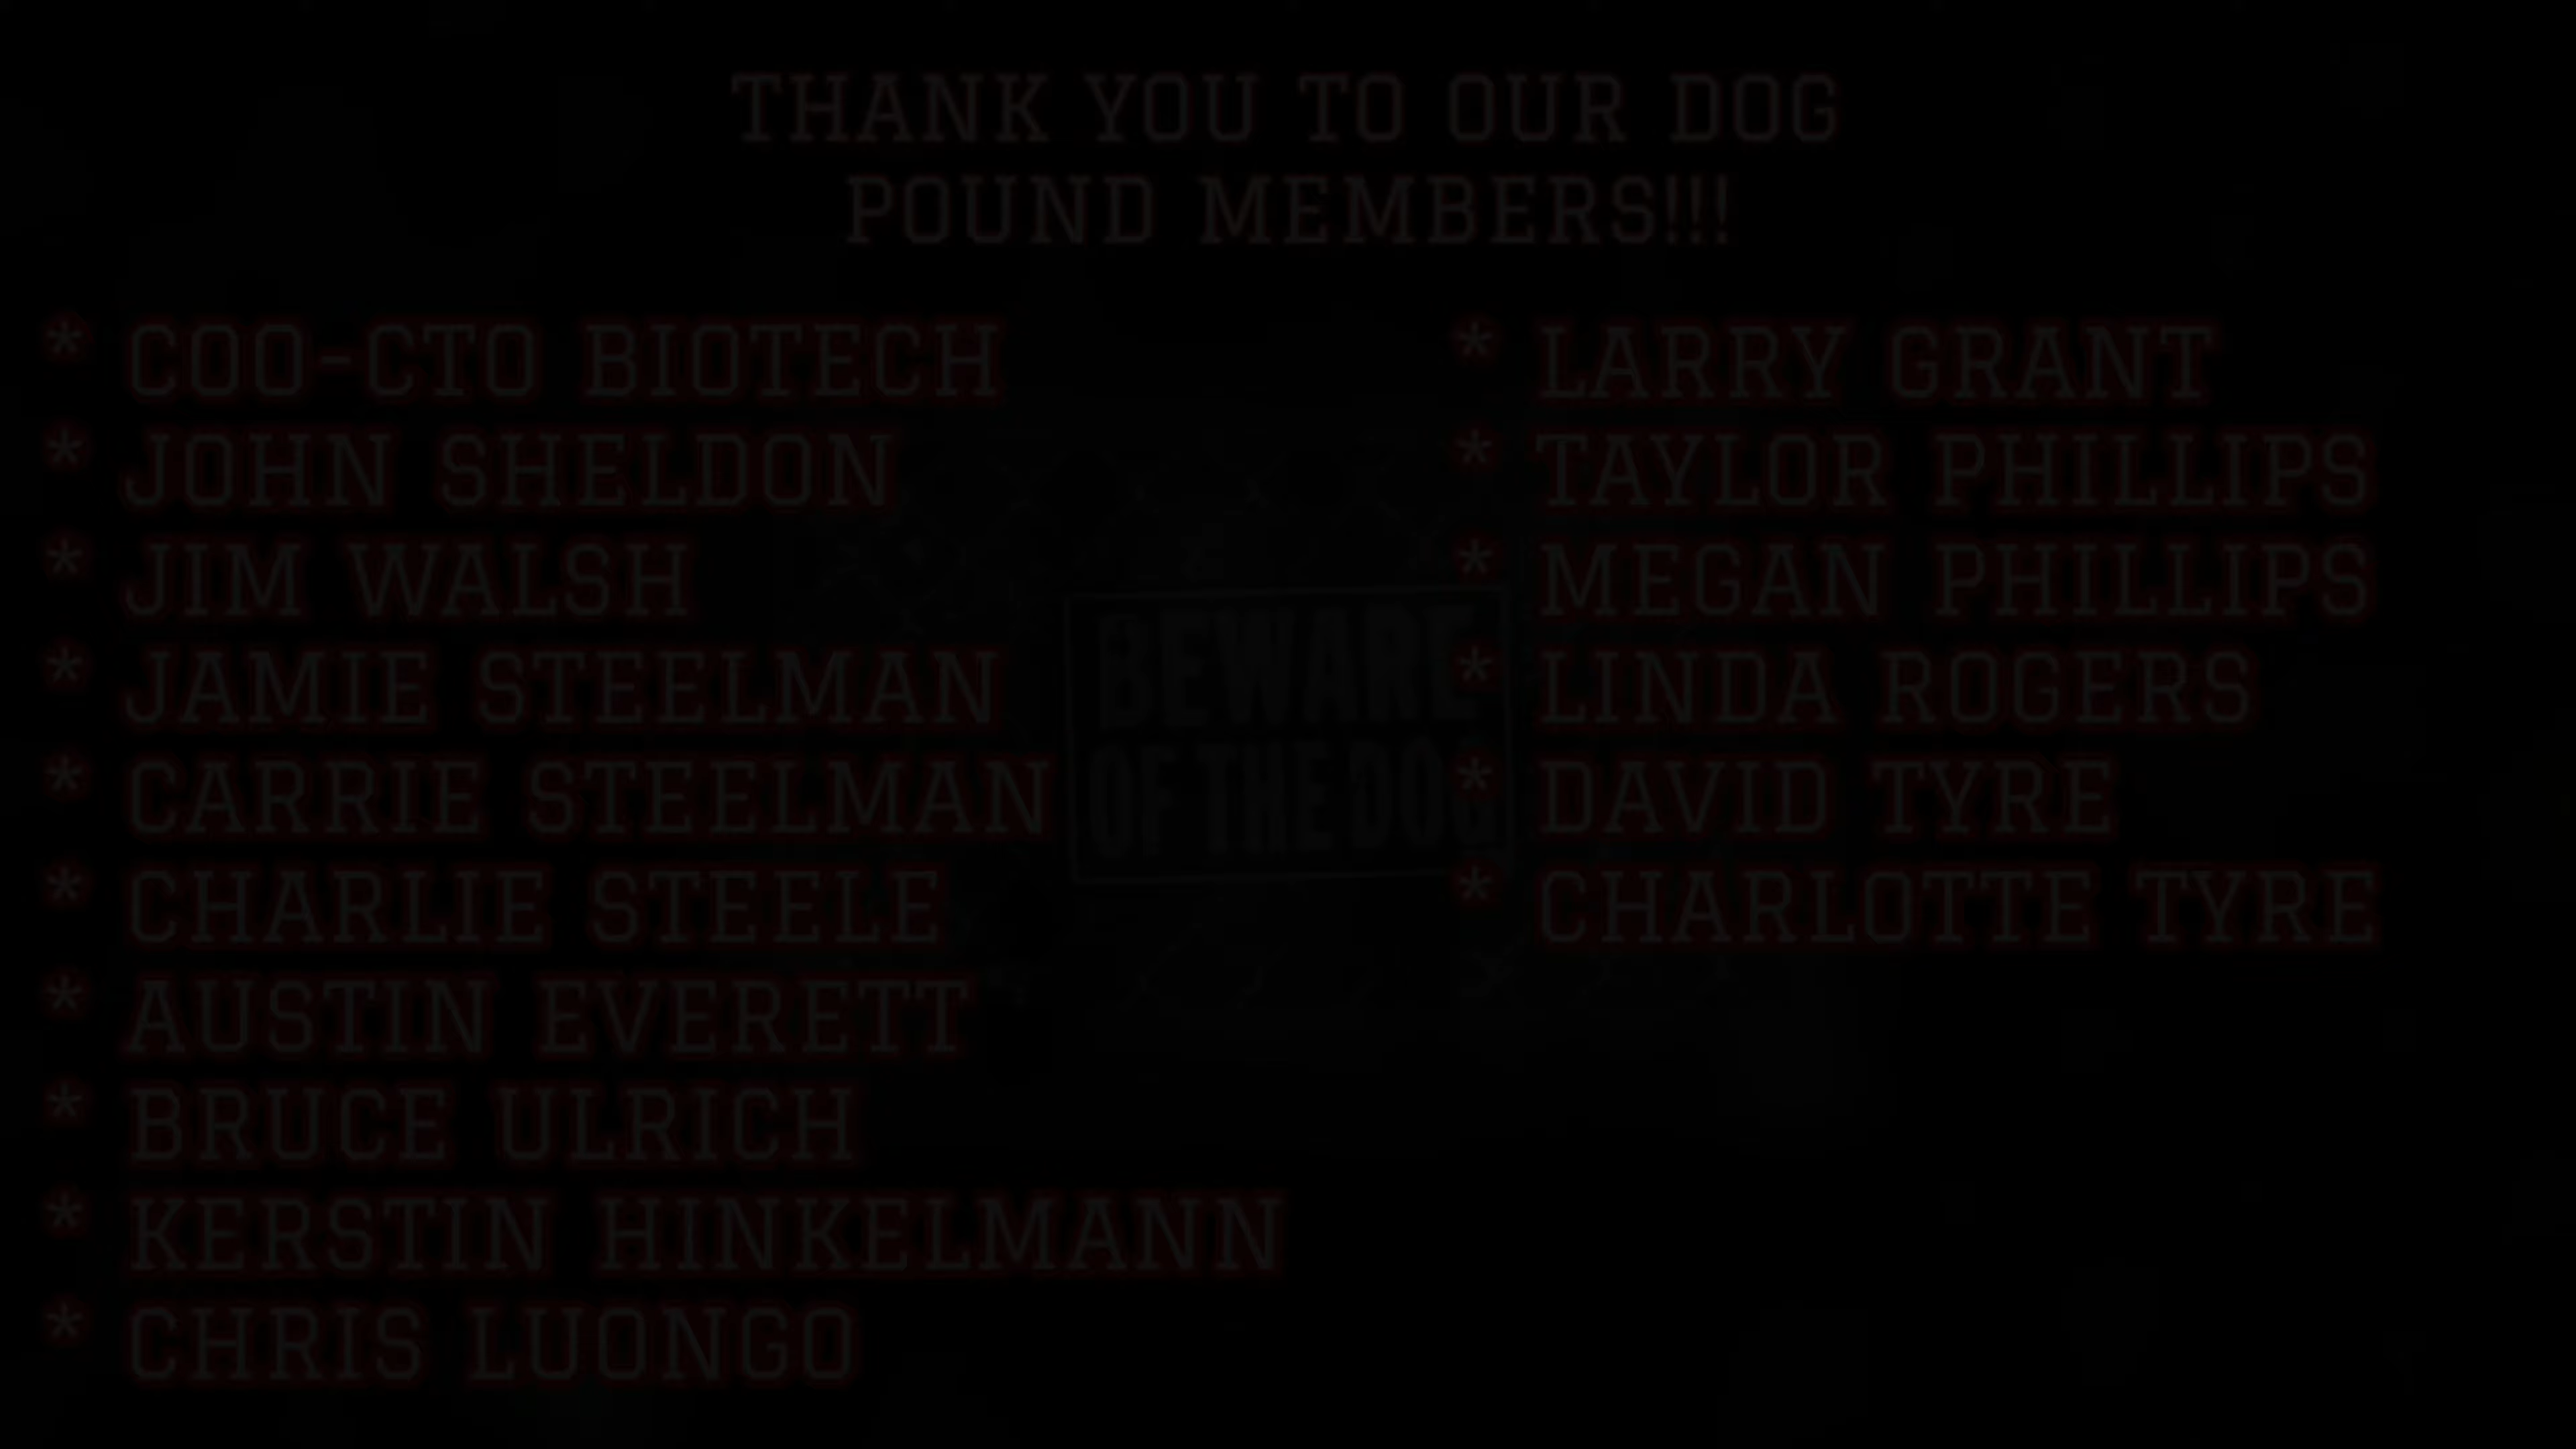 THANK YOU TO OUR DOG
POUND MEMBERS!!!
* COO-CTO BIOTECH
* JOHN SHELDON
* JIM WALSH
* JAMIE STEELMAN
* CARRIE STEELMAN
* CHARLIE STEELE
* AUSTIN EVERETT
* BRUCE ULRICH
* KERSTIN HINKELMANN
* CHRIS LUONGO
* LARRY GRANT
* TAYLOR PHILLIPS
* MEGAN PHILLIPS
* LINDA ROGERS
* DAVID TYRE
* CHARLOTTE TYRE
BEWARE
OF THE DOG